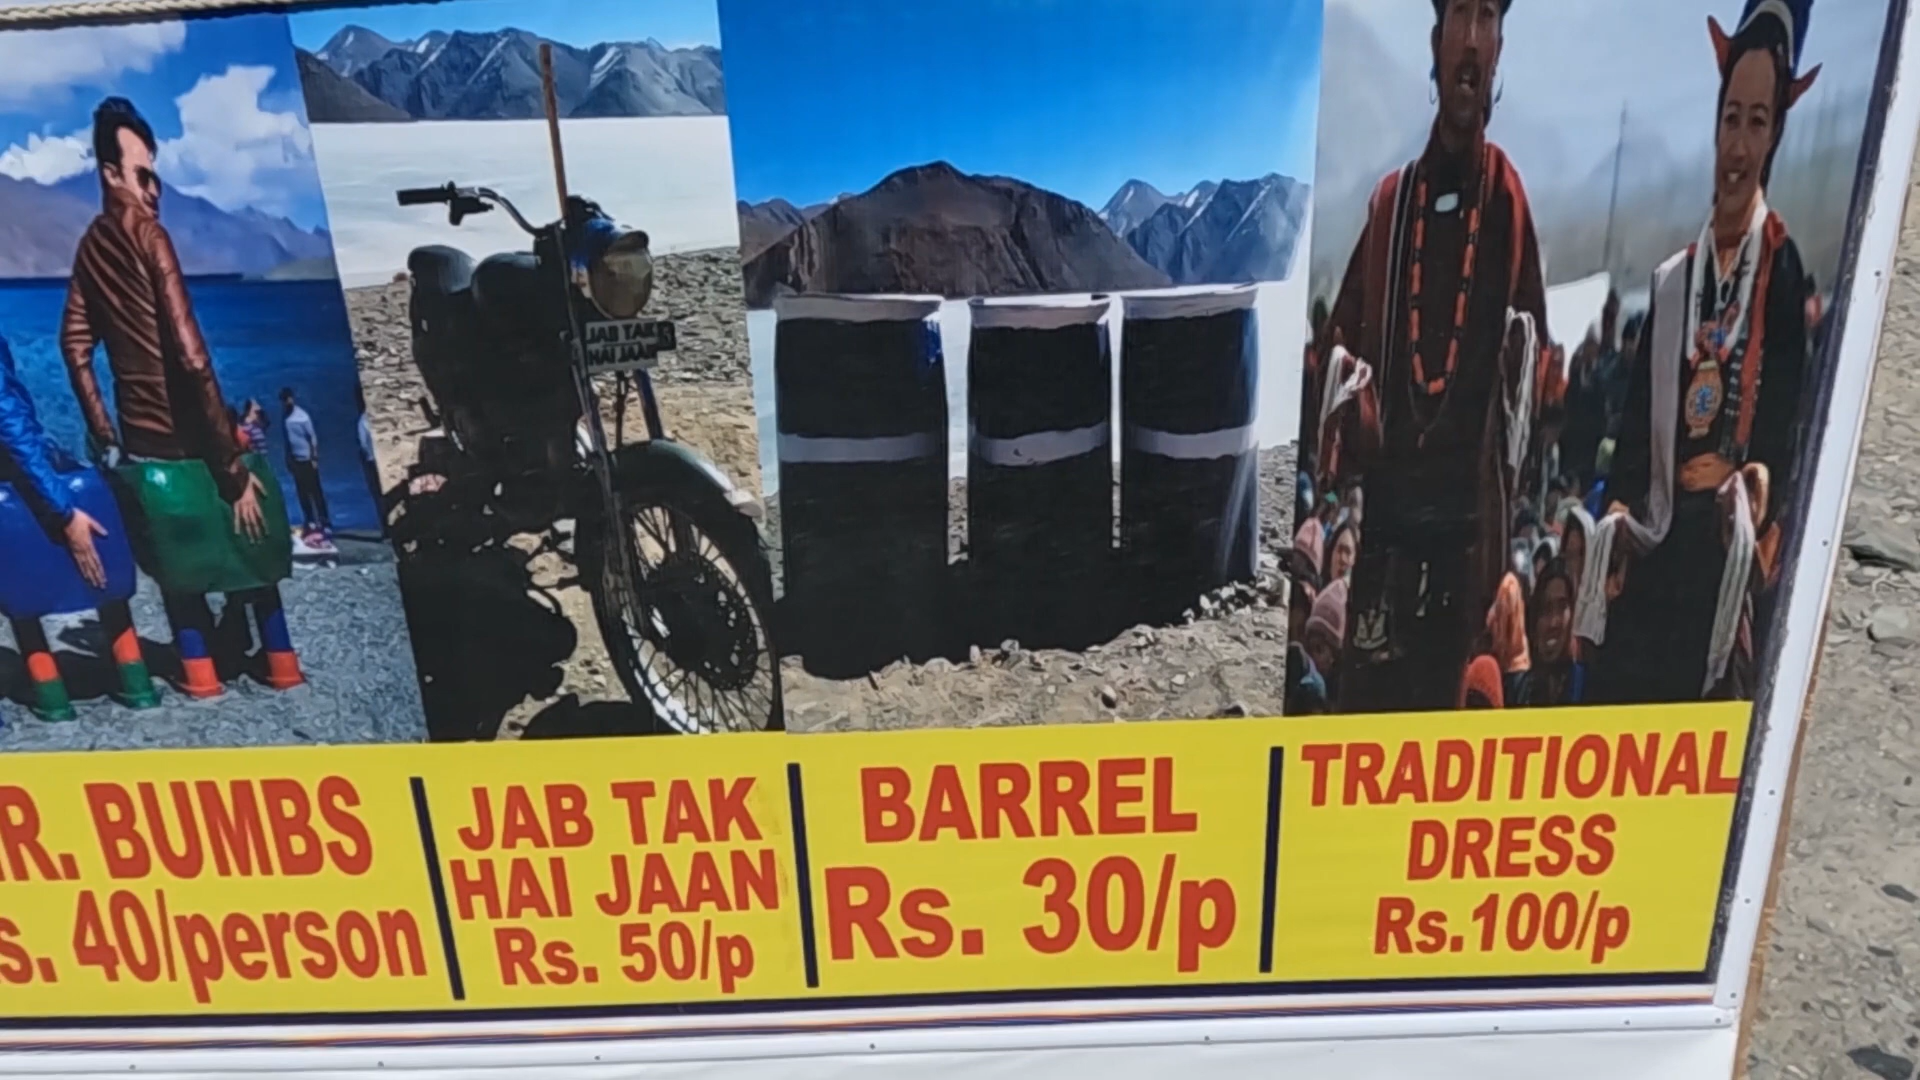 R. BUMBS
s. 40/person
JAB TAK
HAI JAAN
JAB TAK
HAI JAAN
Rs. 50/p
BARREL
Rs. 30/p
TRADITIONAL
DRESS
Rs.100/p